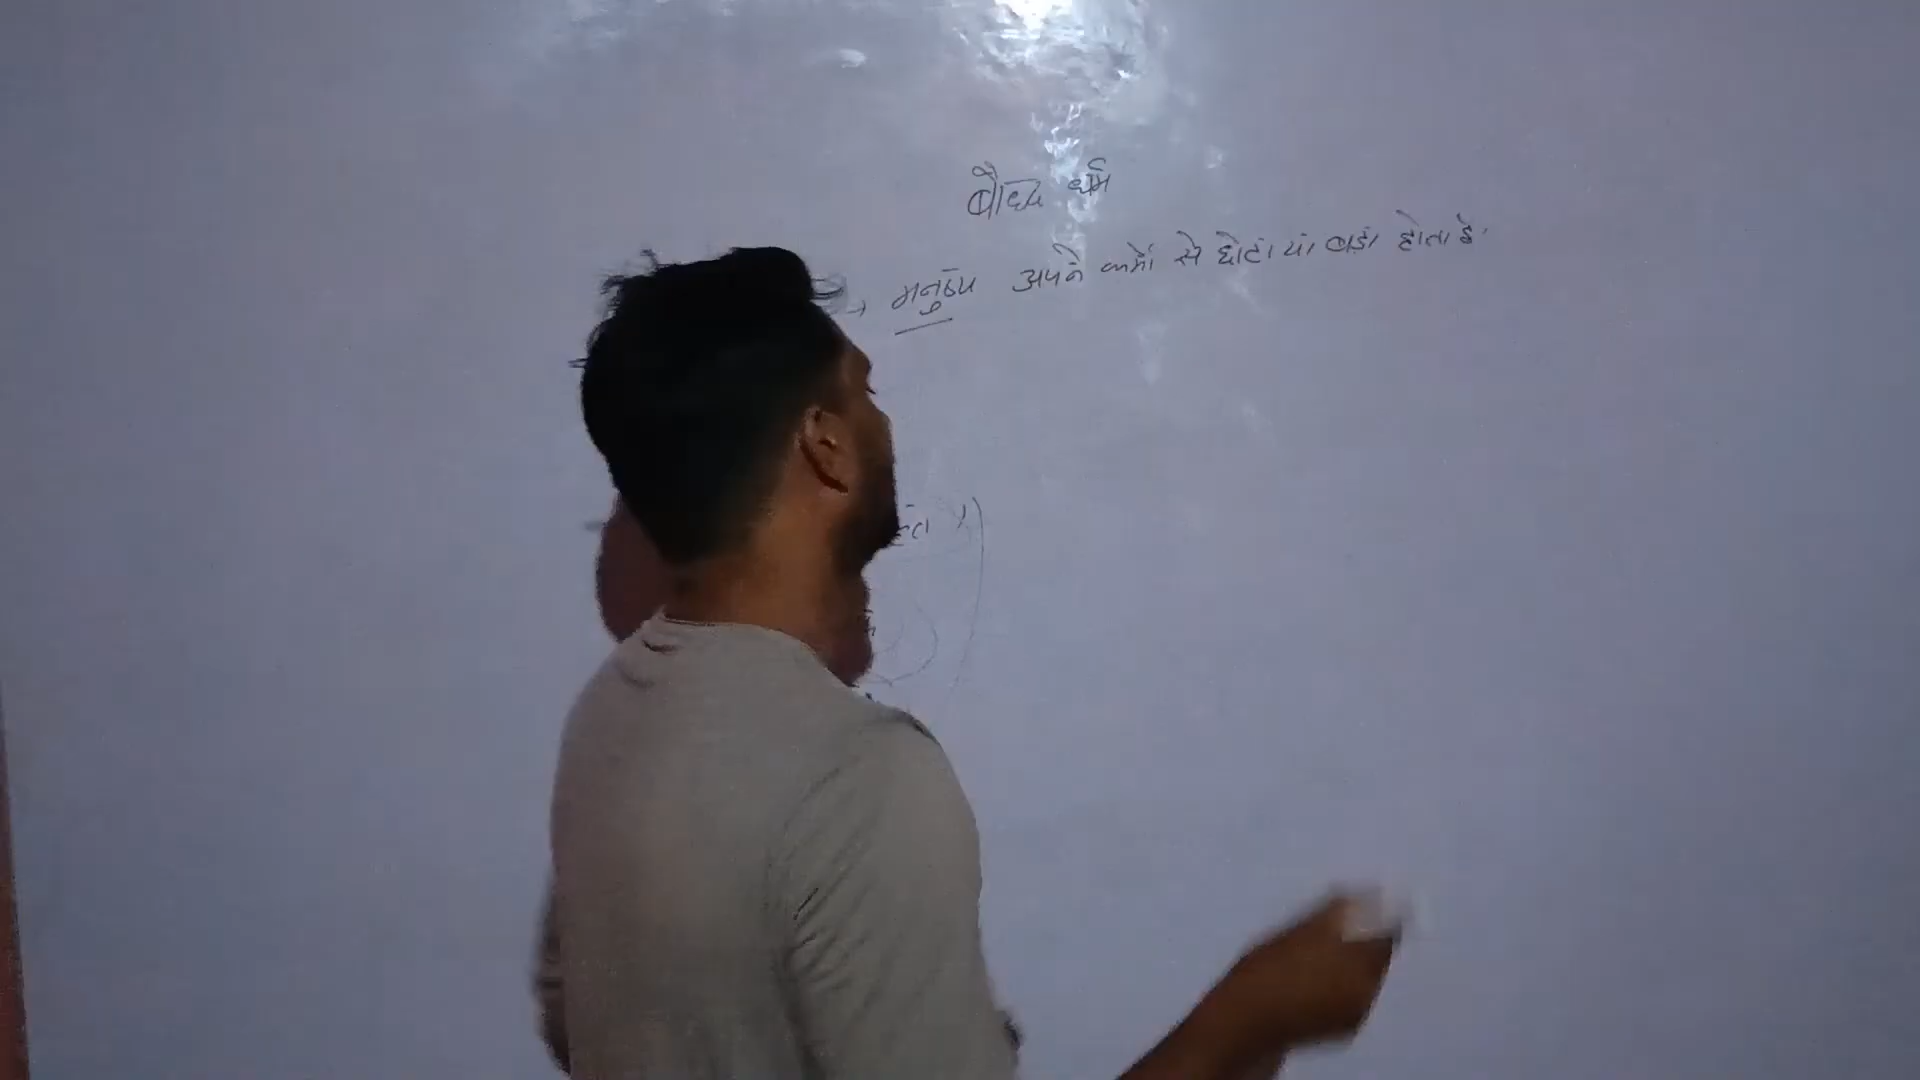 बौद्ध धर्म
→ मनुष्य अपने कर्मो से छोटा या बडा होता है।